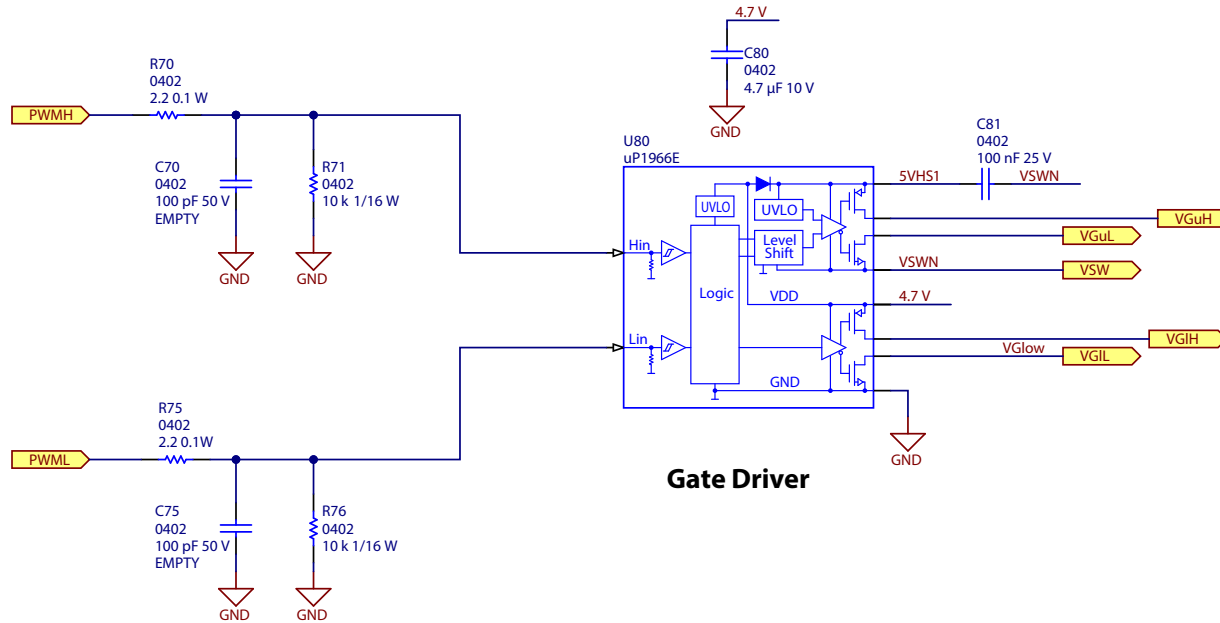 4.7 V
C80
0402
4.7 µF 10 V
GND
R70
0402
2.2 0.1 W
PWMH
C70
0402
100 pF 50 V
EMPTY
R71
0402
10 k 1/16 W
GND
GND
U80
uP1966E
C81
0402
100 nF 25 V
5VHS1
VSWN
UVLO
UVLO
VGuH
VGuL
Hin
Level
Shift
VSWN
VSW
Logic
VDD
4.7 V
Lin
VGlH
VGlow
VGlL
GND
GND
R75
0402
2.2 0.1W
PWML
Gate Driver
C75
0402
100 pF 50 V
EMPTY
R76
0402
10 k 1/16 W
GND
GND